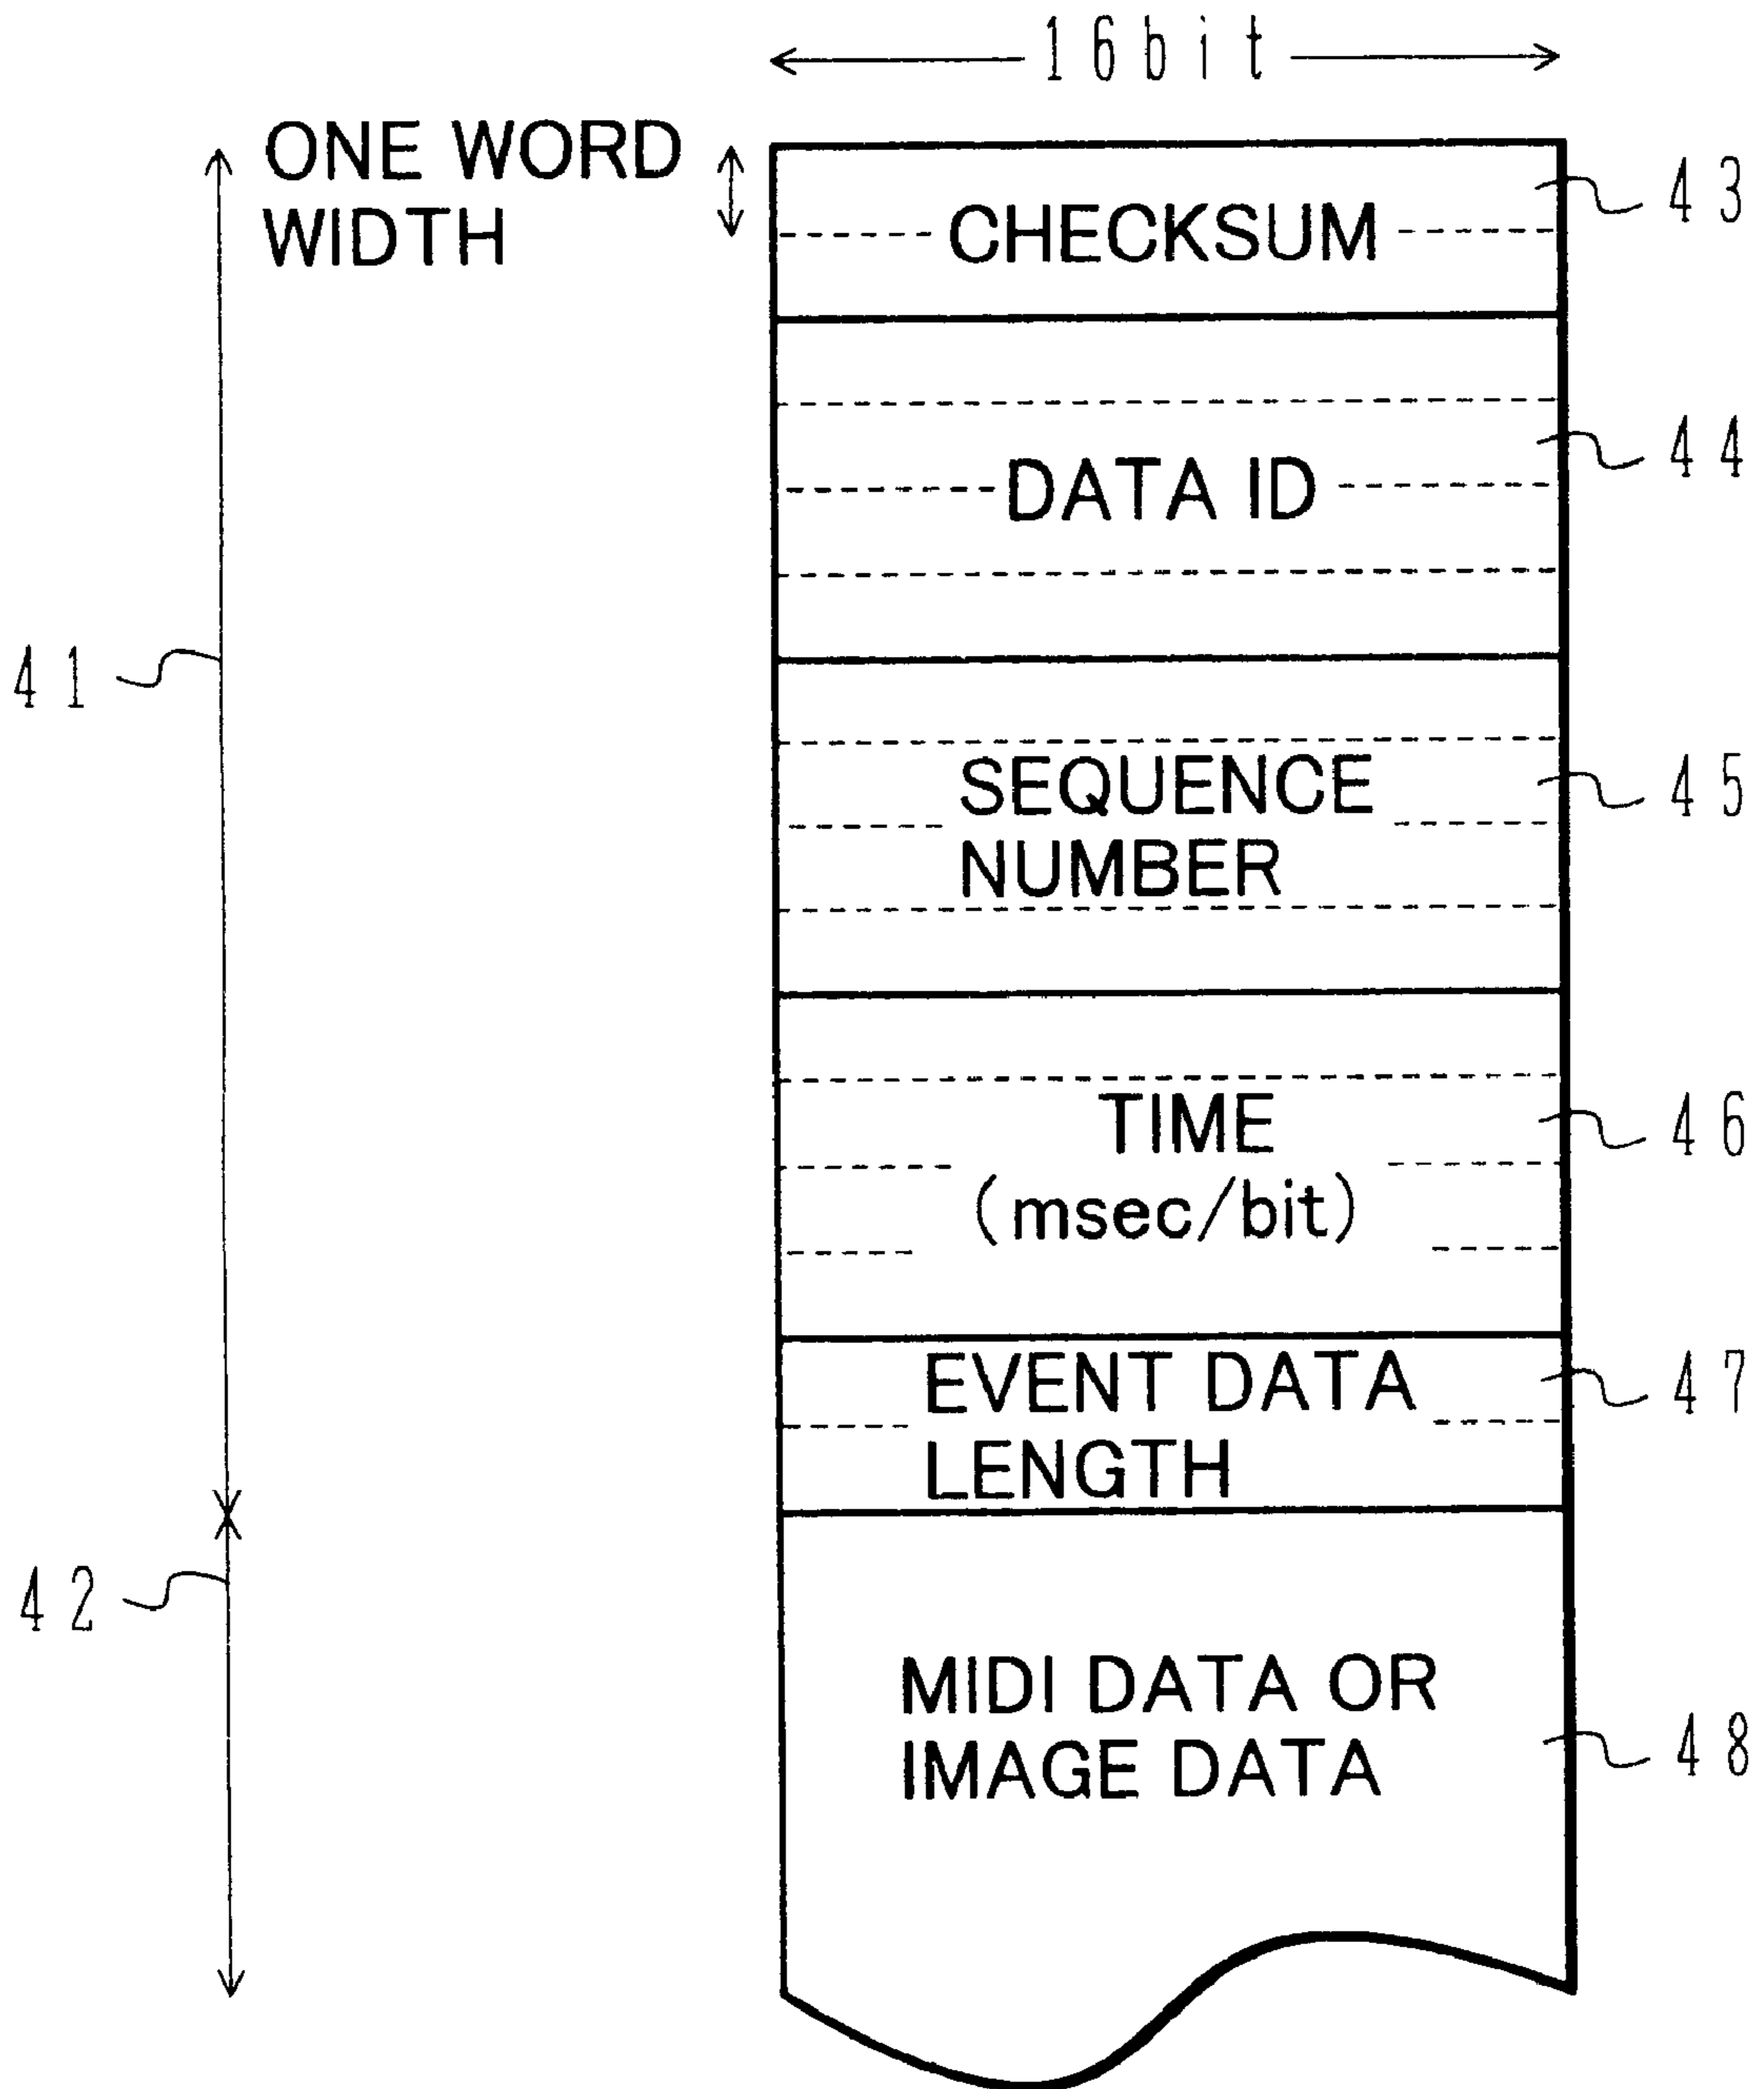 16bit
ONE WORD
WIDTH
CHECKSUM
43
DATA ID
44
41
SEQUENCE
NUMBER
45
TIME
(msec/bit)
46
EVENT DATA
LENGTH
47
42
MIDI DATA OR
IMAGE DATA
48